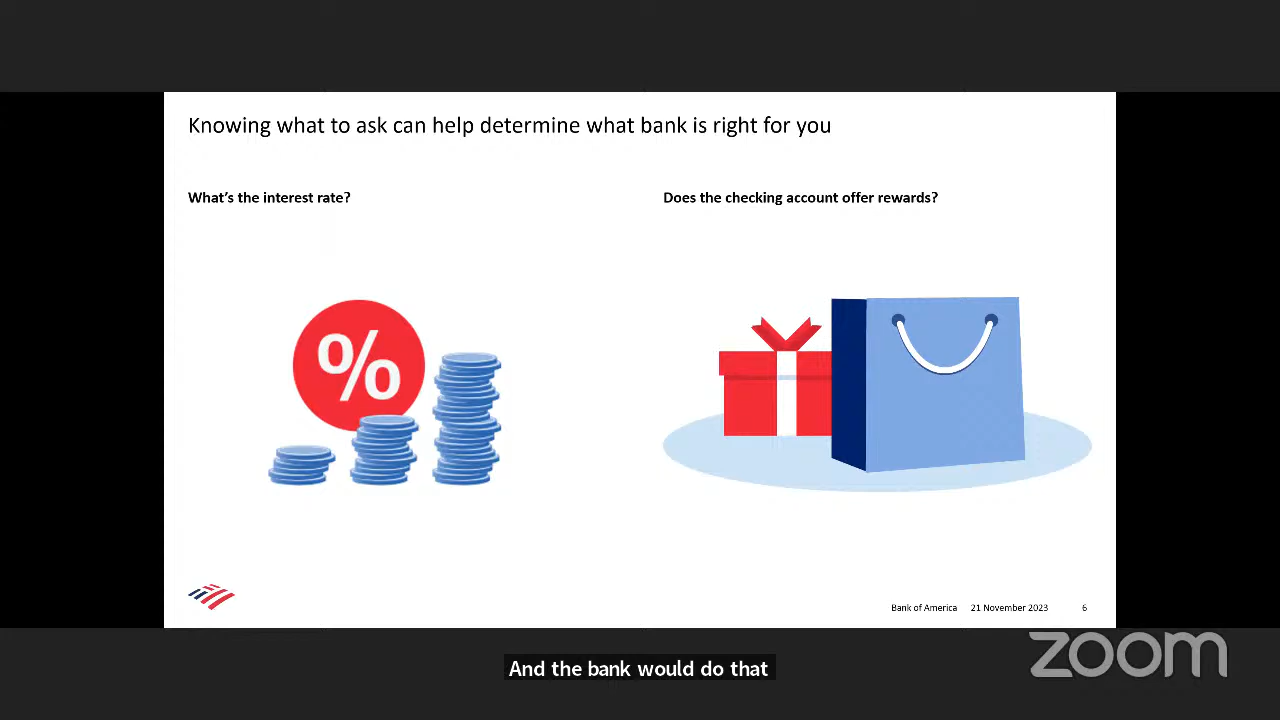 Knowing what to ask can help determine what bank is right for you
What's the interest rate?
Does the checking account offer rewards?
%
Bank of America 21 November 2023 6
And the bank would do that
zoom